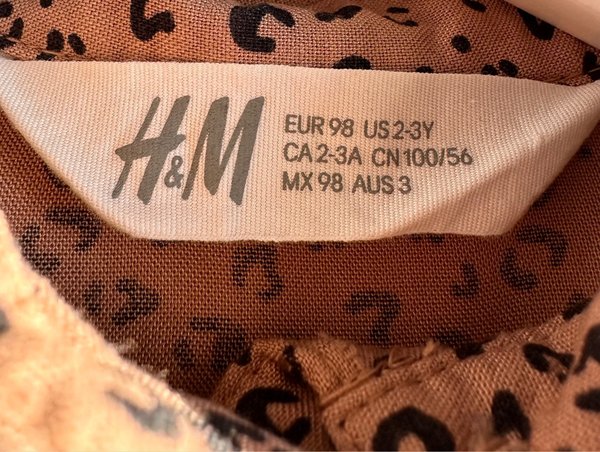 H&M
EUR 98 US 2-3Y
CA 2-3A CN 100/56
MX 98 AUS 3